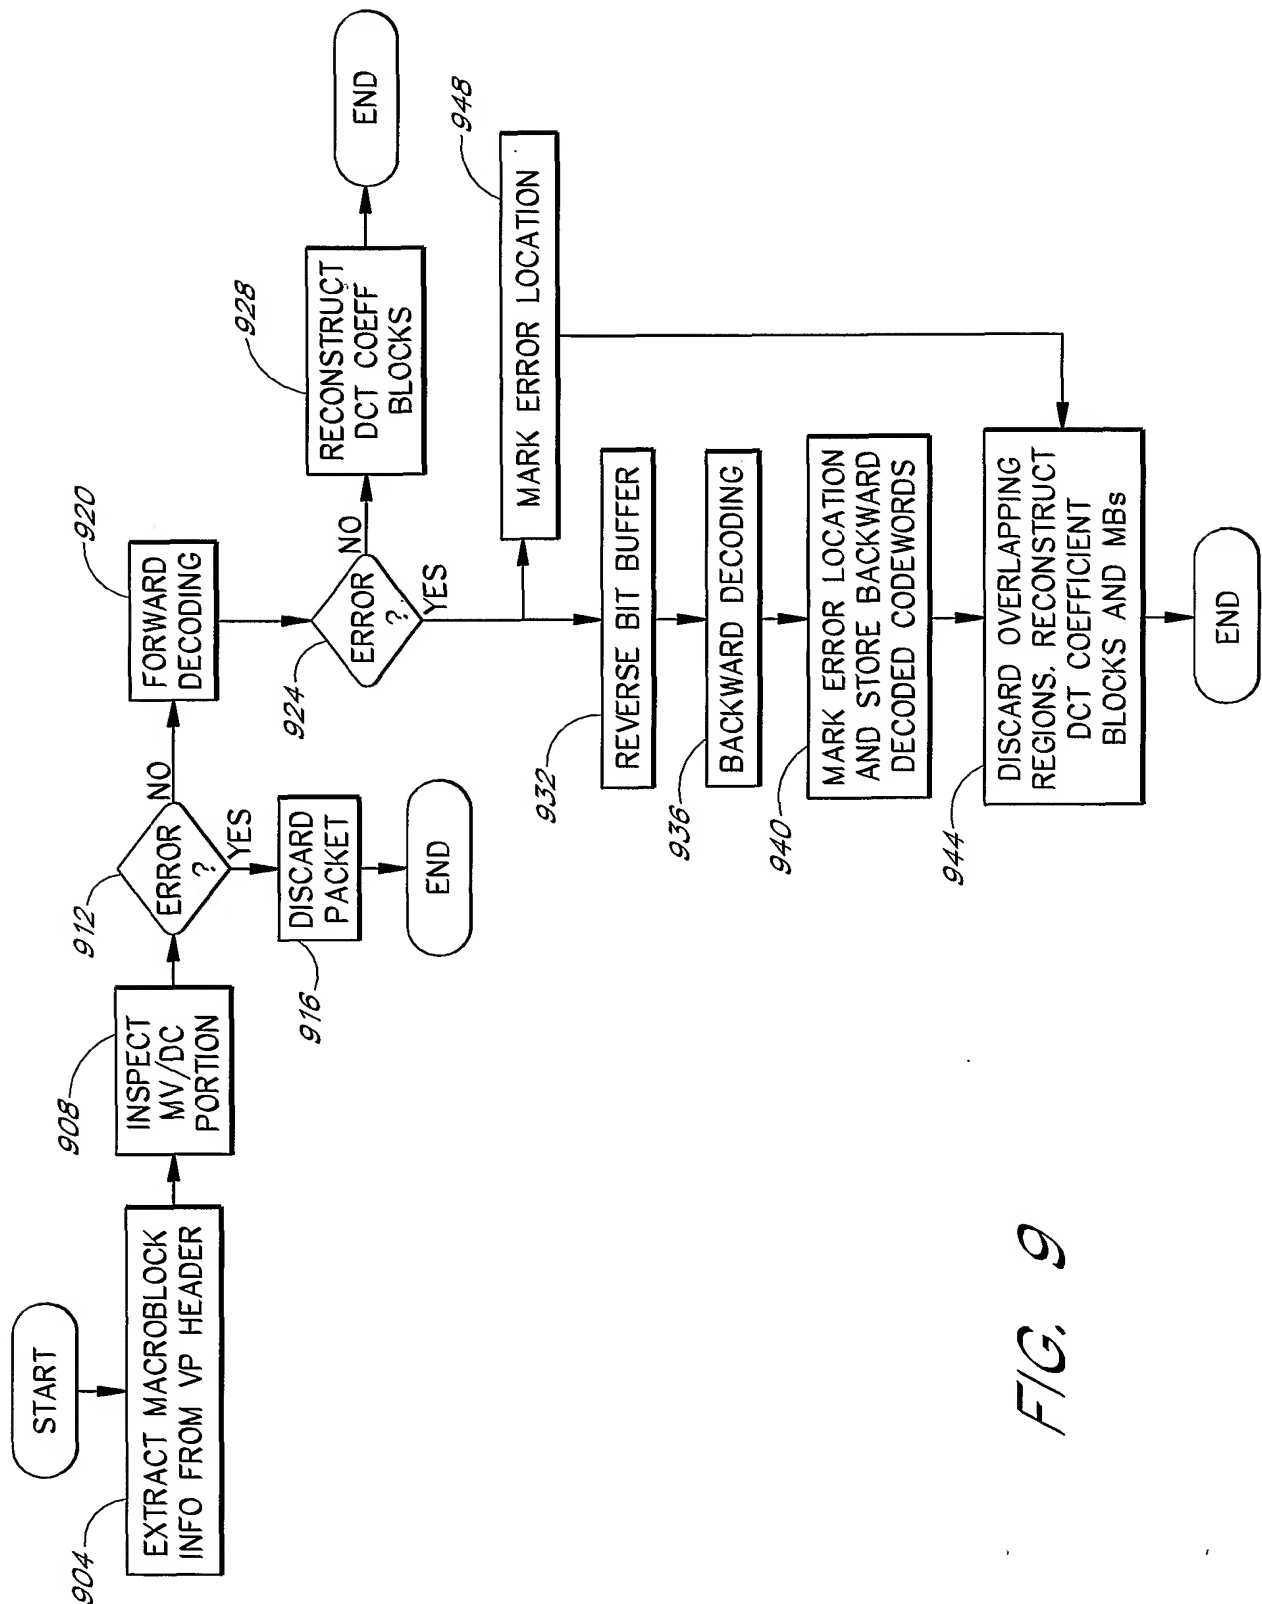 START
904
EXTRACT MACROBLOCK
INFO FROM VP HEADER
908
INSPECT
MV/DC
PORTION
912
ERROR
?
NO
YES
916
DISCARD
PACKET
END
920
FORWARD
DECODING
924
ERROR
?
NO
YES
928
RECONSTRUCT
DCT COEFF
BLOCKS
END
948
MARK ERROR LOCATION
932
REVERSE BIT BUFFER
936
BACKWARD DECODING
940
MARK ERROR LOCATION
AND STORE BACKWARD
DECODED CODEWORDS
944
DISCARD OVERLAPPING
REGIONS. RECONSTRUCT
DCT COEFFICIENT
BLOCKS AND MBs
END
FIG. 9